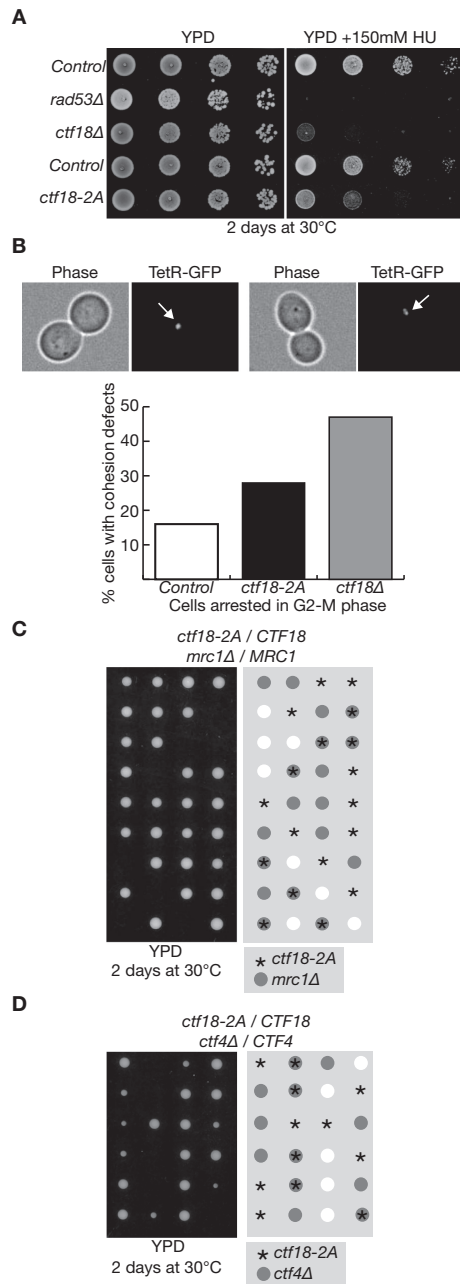 A
YPD
YPD +150mM HU
Control
rad53Δ
ctf18Δ
Control
ctf18-2A
2 days at 30°C
B
Phase
TetR-GFP
Phase
TetR-GFP
% cells with cohesion defects
50
40
30
20
10
Control
ctf18-2A
ctf18Δ
Cells arrested in G2-M phase
C
ctf18-2A / CTF18
mrc1Δ / MRC1
YPD
2 days at 30°C
* ctf18-2A
mrc1Δ
D
ctf18-2A / CTF18
ctf4Δ / CTF4
YPD
2 days at 30°C
* ctf18-2A
ctf4Δ